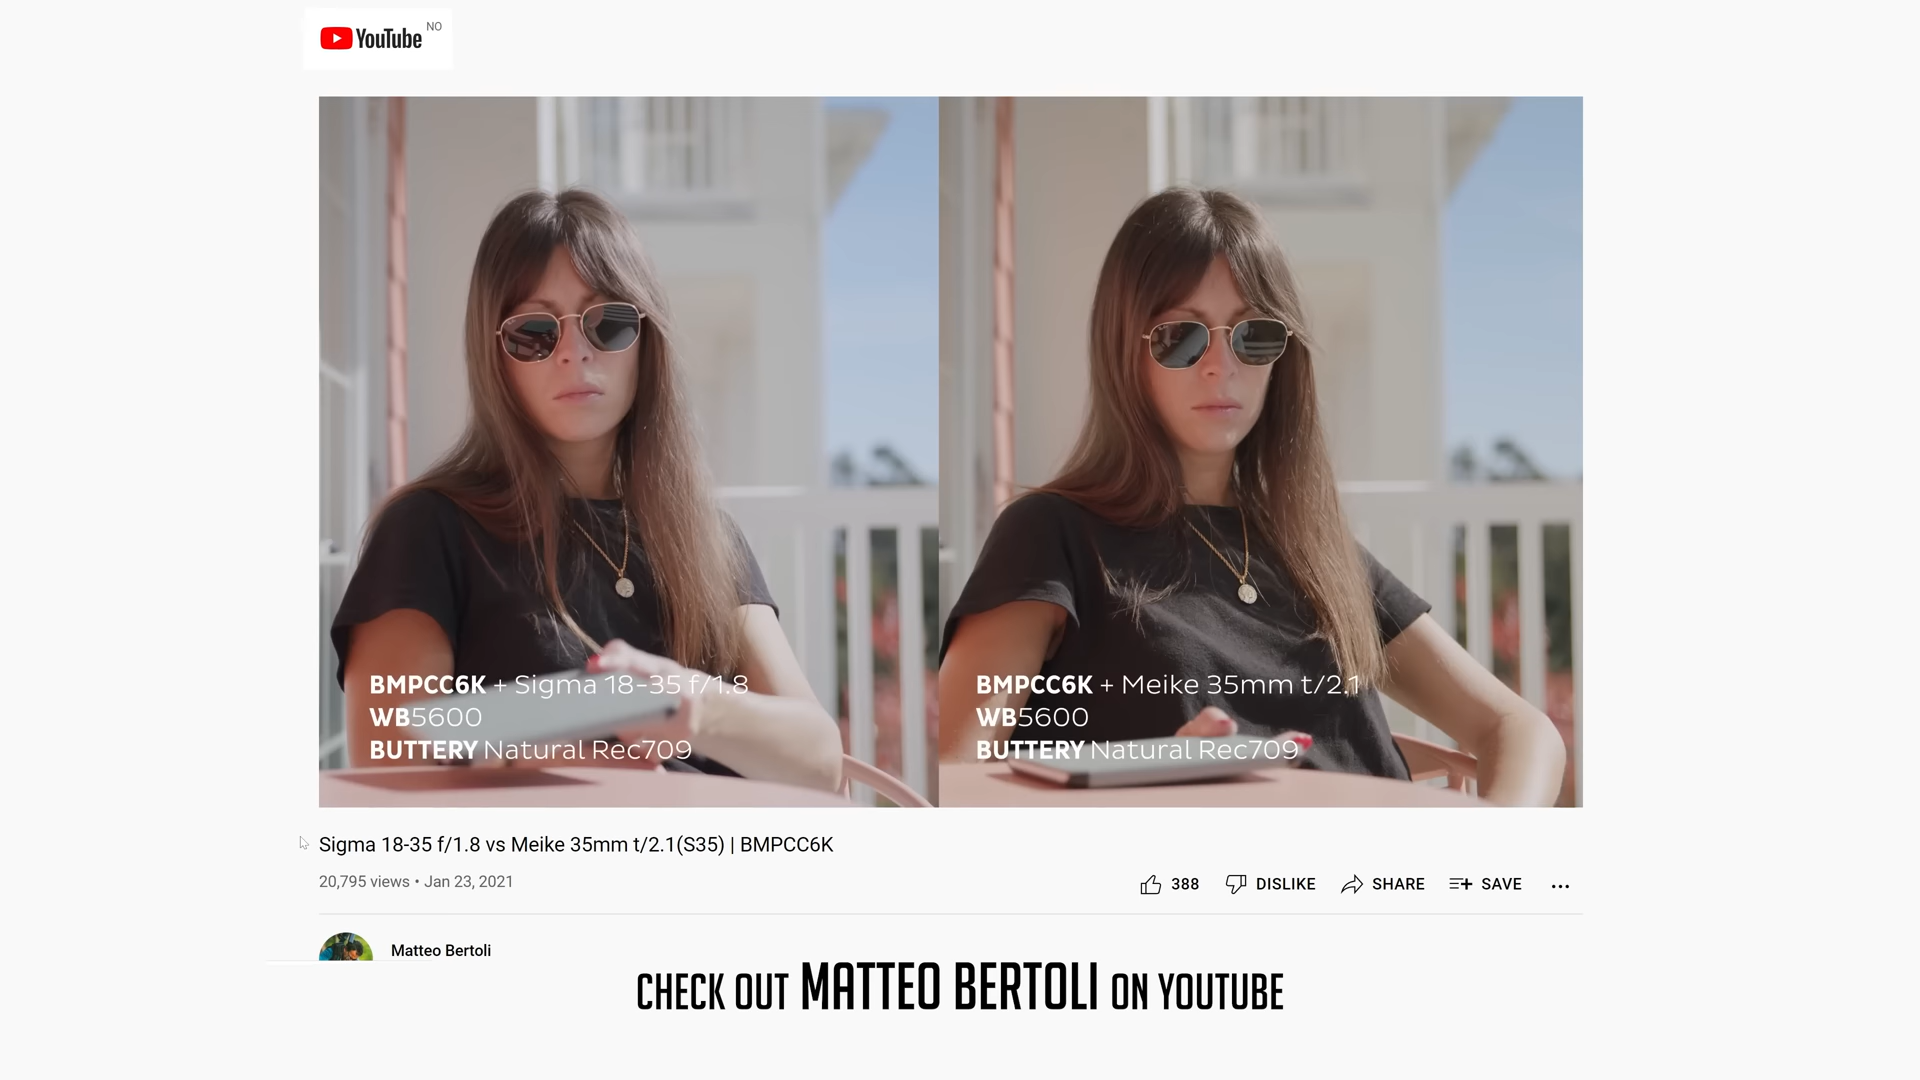 YouTube NO
BMPCC6K + Sigma 18-35 f/1.8
WB5600
BUTTERY Natural Rec709
BMPCC6K + Meike 35mm t/2.1
WB5600
BUTTERY Natural Rec709
Sigma 18-35 f/1.8 vs Meike 35mm t/2.1(S35) | BMPCC6K
20,795 views • Jan 23, 2021
388 DISLIKE SHARE SAVE ...
Matteo Bertoli
CHECK OUT MATTEO BERTOLI ON YOUTUBE